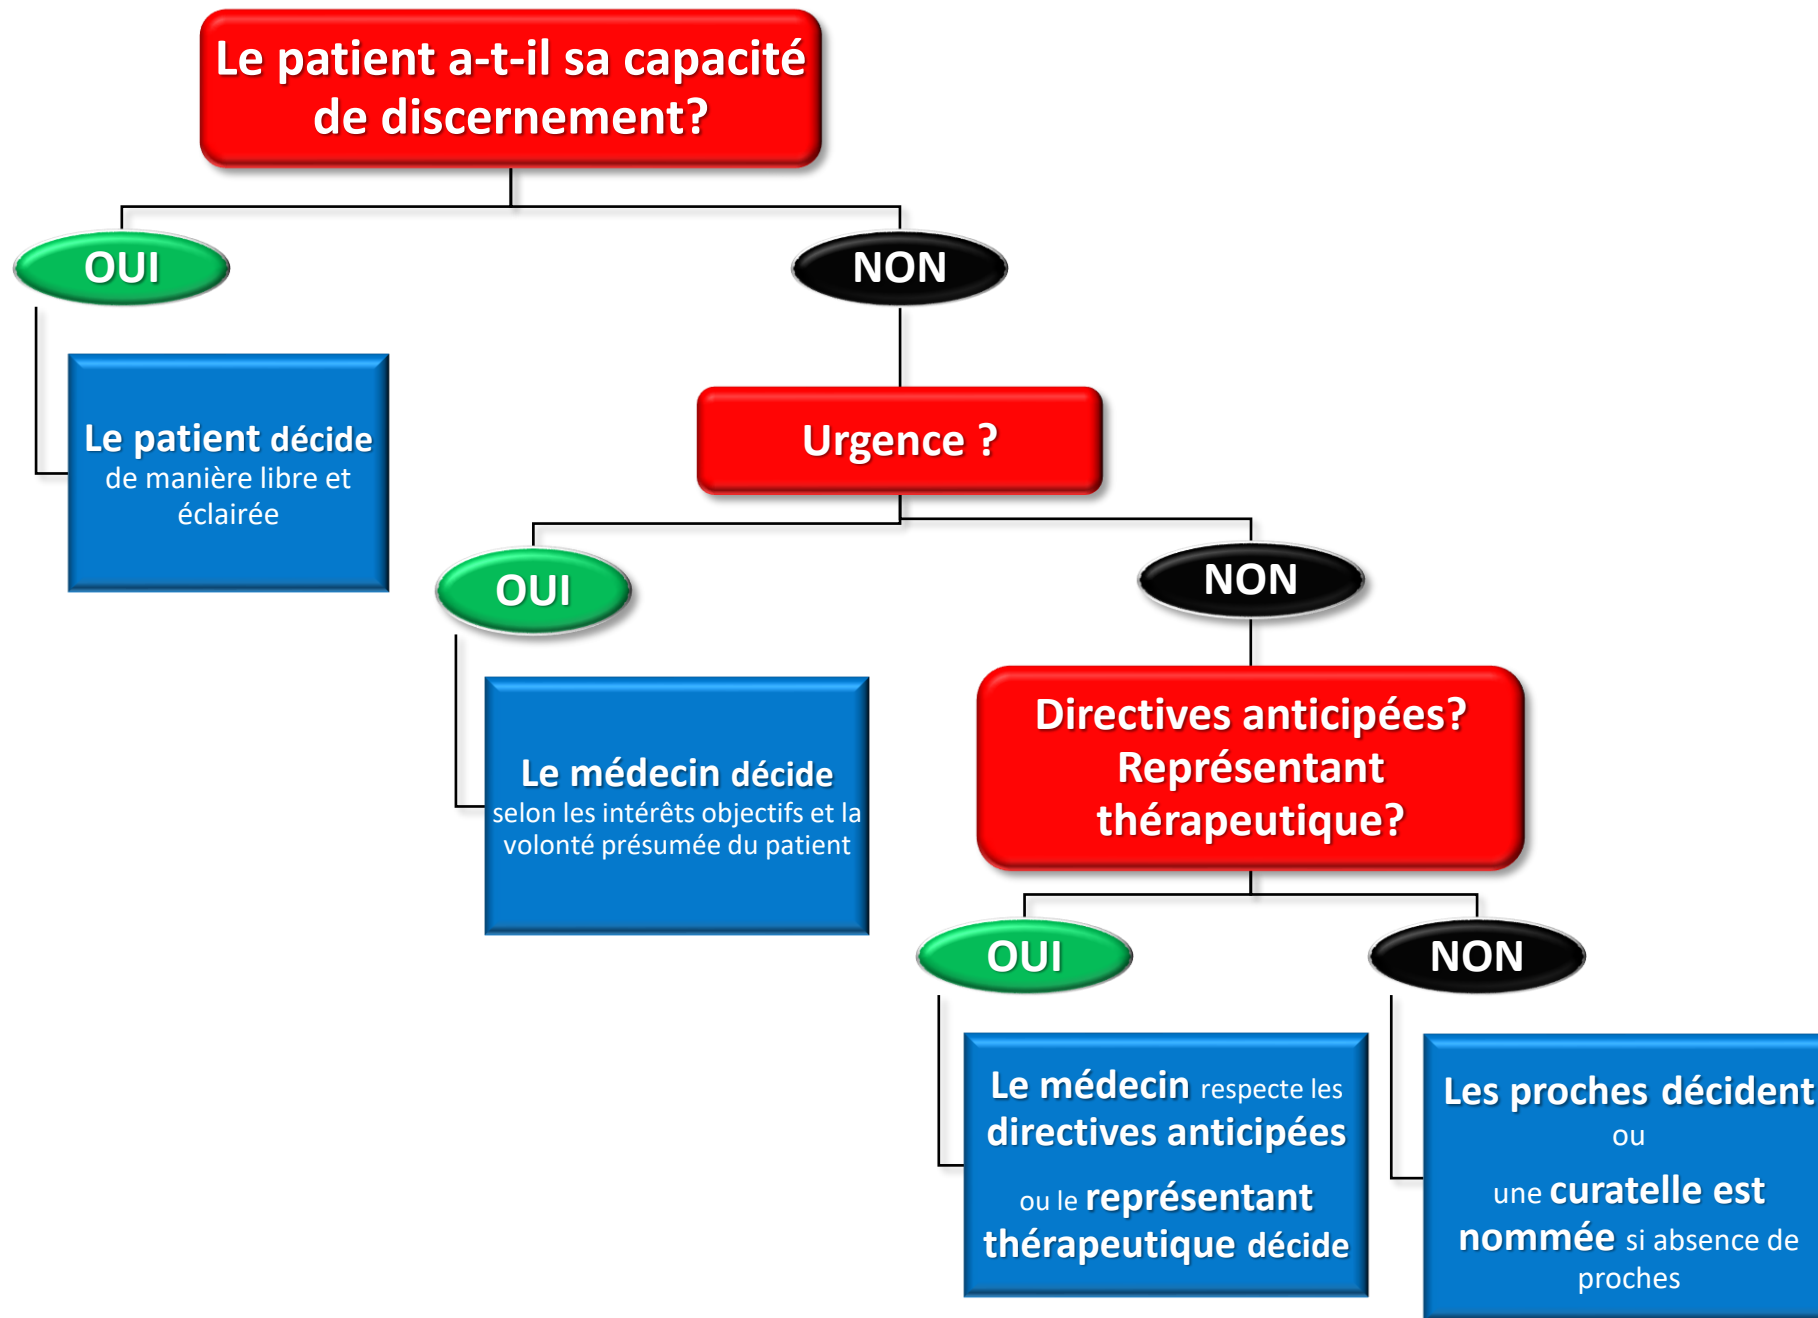 Le patient a-t-il sa capacité
de discernement?
OUI
NON
Le patient décide
de manière libre et
éclairée
Urgence ?
OUI
NON
Le médecin décide
selon les intérêts objectifs et la
volonté présumée du patient
Directives anticipées?
Représentant
thérapeutique?
OUI
NON
Le médecin respecte les
directives anticipées
ou le représentant
thérapeutique décide
Les proches décident
ou
une curatelle est
nommée si absence de
proches